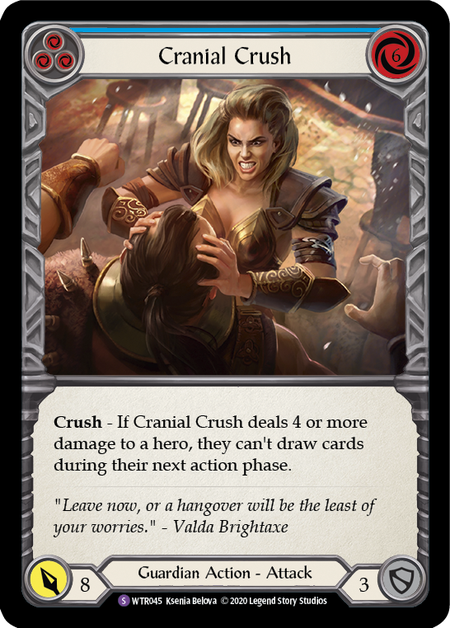 Cranial Crush
6
Crush - If Cranial Crush deals 4 or more
damage to a hero, they can't draw cards
during their next action phase.
"Leave now, or a hangover will be the least of
your worries." - Valda Brightaxe
8
Guardian Action - Attack
3
S WTR045 Ksenia Belova ©2020 Legend Story Studios